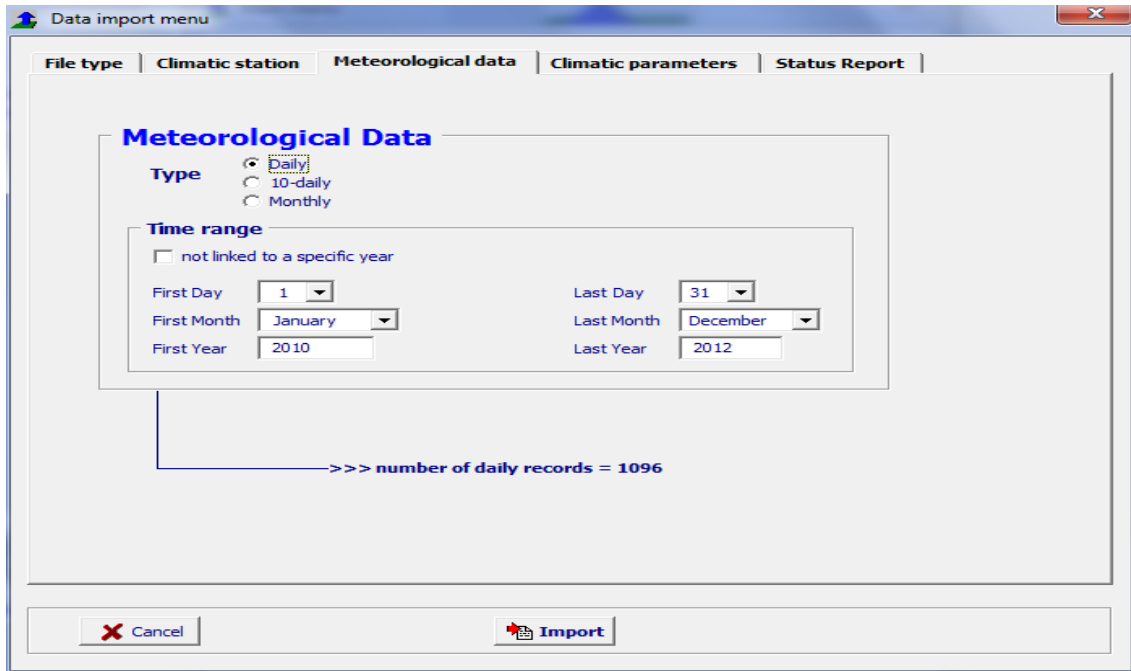 Data import menu
File type Climatic station Meteorological data Climatic parameters Status Report
Meteorological Data
Type
Daily
10-daily
Monthly
Time range
not linked to a specific year
First Day 1 Last Day 31
First Month January Last Month December
First Year 2010 Last Year 2012
>>> number of daily records = 1096
Cancel Import